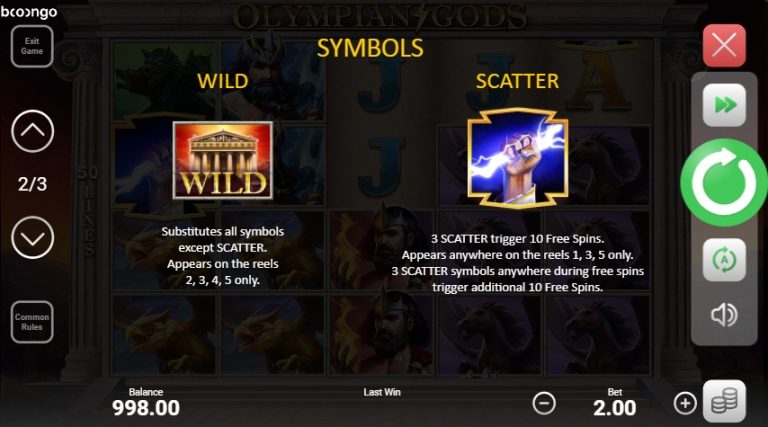 booongo
OLYMPIAN GODS
Exit
Game
SYMBOLS
WILD
SCATTER
J
J
A
J
50
LINES
2/3
WILD
Substitutes all symbols
except SCATTER.
Appears on the reels
2, 3, 4, 5 only.
3 SCATTER trigger 10 Free Spins.
Appears anywhere on the reels 1, 3, 5 only.
3 SCATTER symbols anywhere during free spins
trigger additional 10 Free Spins.
A
Common
Rules
Balance
998.00
Last Win
Bet
2.00